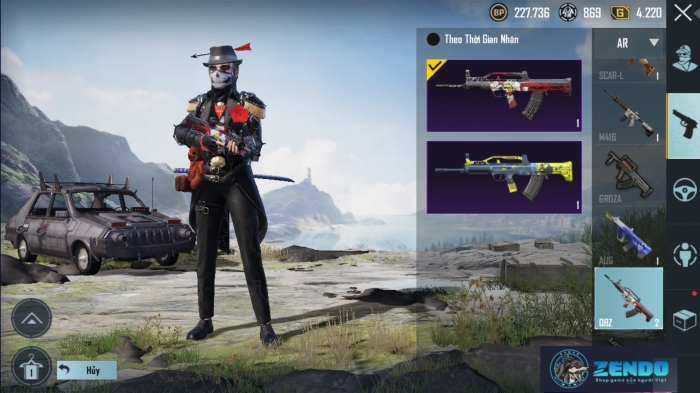 BP 227.736 869 G 4.220
Theo Thời Gian Nhận
AR
SCAR-L 1
1
M416
GROZA
1
AUG 1
QBZ 2
1
Hủy
ZENDO
Shop game của người Việt